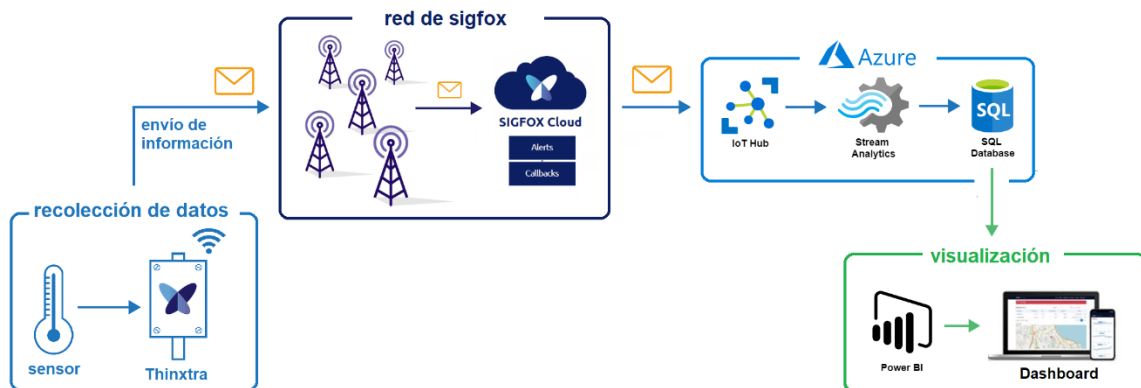 red de sigfox
Azure
envío de
información
SIGFOX Cloud
Alerts
Callbacks
IoT Hub
Stream
Analytics
SQL
SQL
Database
recolección de datos
sensor
Thinxtra
visualización
Power BI
Dashboard